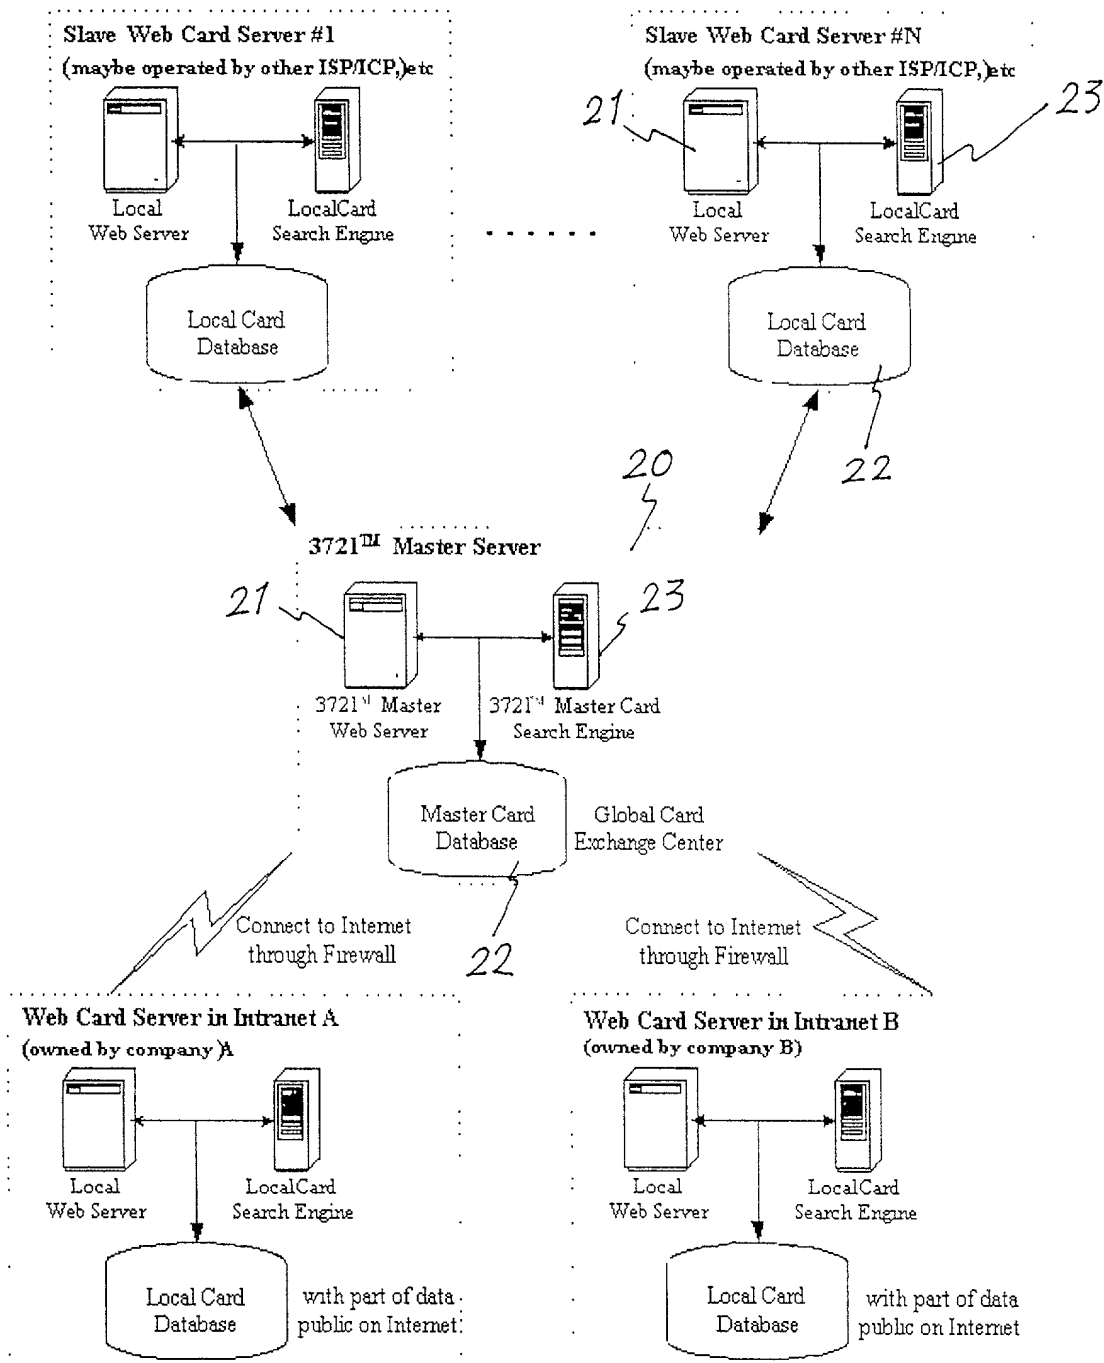 Slave Web Card Server #1
(maybe operated by other ISP/ICP,)etc
Local
Web Server
LocalCard
Search Engine
Local Card
Database
. . . . . . .
Slave Web Card Server #N
(maybe operated by other ISP/ICP,)etc
21
23
Local
Web Server
LocalCard
Search Engine
Local Card
Database
22
20
3721™ Master Server
21
23
3721™ Master
Web Server
3721™ Master Card
Search Engine
Master Card
Database
Global Card
Exchange Center
22
Connect to Internet
through Firewall
Connect to Internet
through Firewall
Web Card Server in Intranet A
(owned by company )A
Local
Web Server
LocalCard
Search Engine
Local Card
Database
with part of data
public on Internet
Web Card Server in Intranet B
(owned by company B)
Local
Web Server
LocalCard
Search Engine
Local Card
Database
with part of data
public on Internet